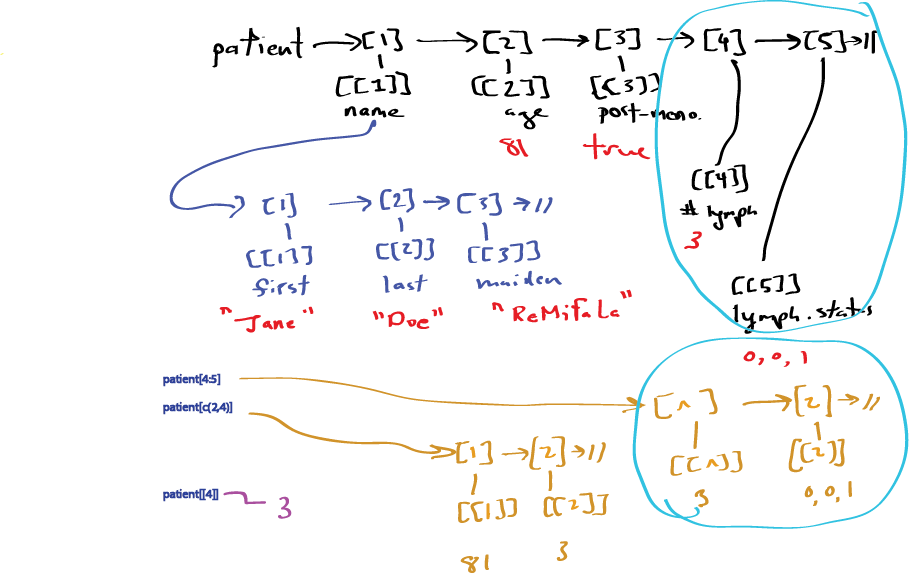 patient → [1] → [2] → [3] → [4] → [5] → //
[[1]] [[2]] [[3]]
name age post-meno.
81 true
[[4]]
# lymph
3
[1] → [2] → [3] → //
[[1]] [[2]] [[3]]
first last maiden
"Jane" "Doe" "ReMifaLa"
[[5]]
lymph.status
0, 0, 1
patient[4:5]
[1] → [2] → //
[[1]] [[2]]
3 0, 0, 1
patient[c(2,4)]
[1] → [2] → //
[[1]] [[2]]
81 3
patient[[4]] 3